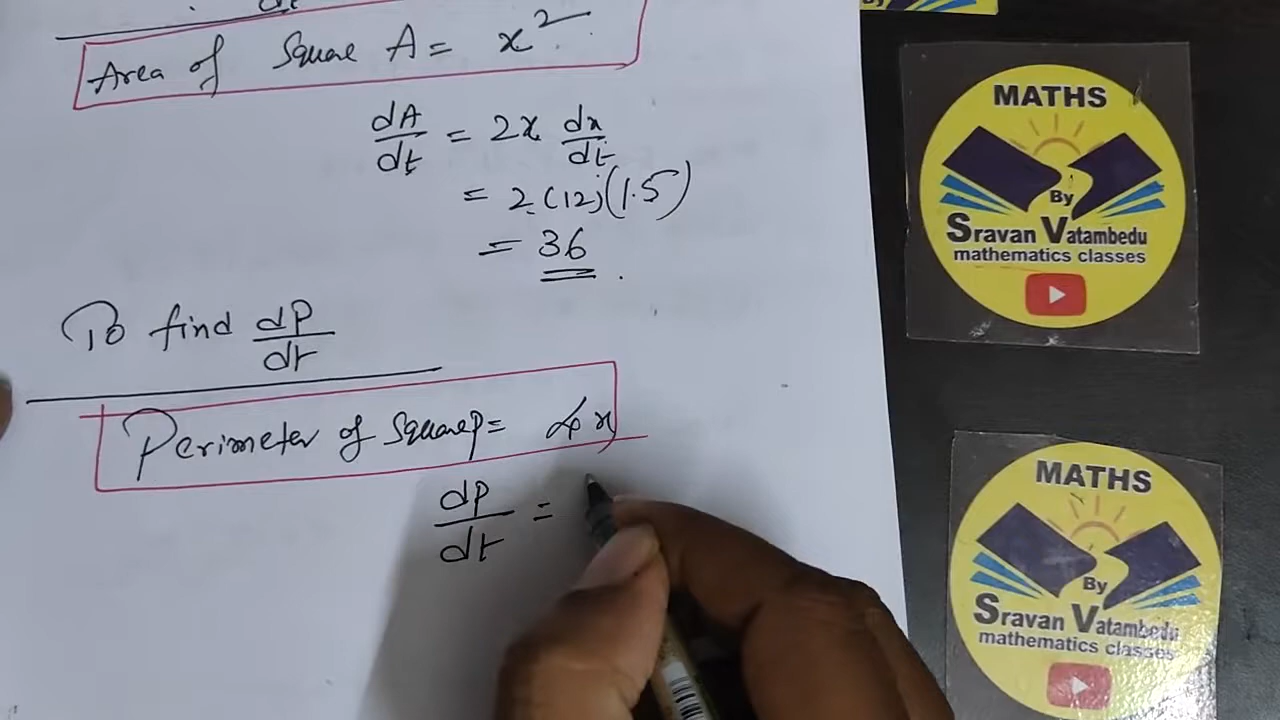 Area of Square A = x²
dA/dt = 2x dx/dt
= 2.(12)(1.5)
= 36
To find dP/dt
Perimeter of Square P = 4x
dP/dt =
MATHS
By
Sravan Vatambedu
mathematics classes
MATHS
By
Sravan Vatambedu
mathematics classes